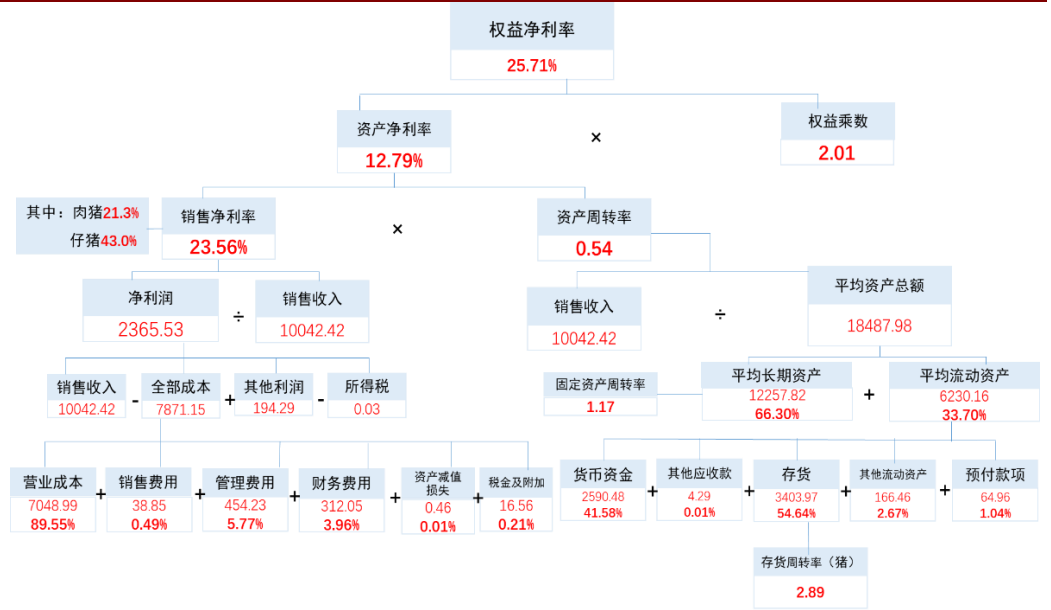 权益净利率
25.71%
资产净利率
12.79%
×
权益乘数
2.01
其中：肉猪21.3%
仔猪43.0%
销售净利率
23.56%
×
资产周转率
0.54
净利润
2365.53
÷
销售收入
10042.42
销售收入
10042.42
÷
平均资产总额
18487.98
销售收入
10042.42
-
全部成本
7871.15
+
其他利润
194.29
-
所得税
0.03
固定资产周转率
1.17
平均长期资产
12257.82
66.30%
+
平均流动资产
6230.16
33.70%
营业成本
7048.99
89.55%
+
销售费用
38.85
0.49%
+
管理费用
454.23
5.77%
+
财务费用
312.05
3.96%
+
资产减值
损失
0.46
0.01%
+
税金及附加
16.56
0.21%
货币资金
2590.48
41.58%
+
其他应收款
4.29
0.01%
+
存货
3403.97
54.64%
+
其他流动资产
166.46
2.67%
+
预付款项
64.96
1.04%
存货周转率（猪）
2.89